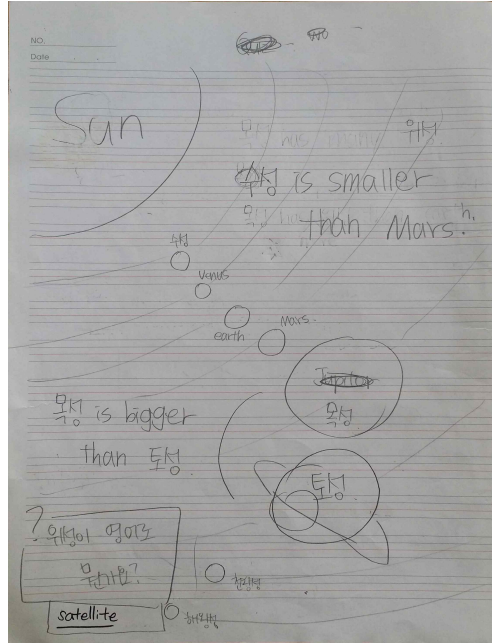 NO.
Date
Sun
위성
수성 is smaller
than Mars.
수성
Venus
earth
Mars.
Jupiter
목성
목성 is bigger
than 토성.
토성
? 위성이 영어로
뭔가요?
satellite
천왕성
해왕성